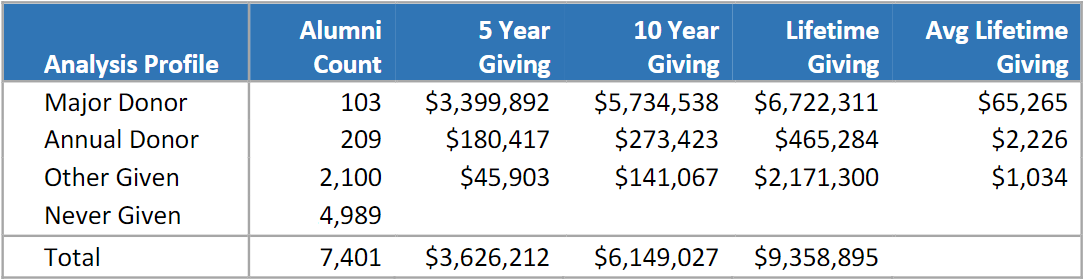 Analysis Profile Alumni Count 5 Year Giving 10 Year Giving Lifetime Giving Avg Lifetime Giving
Major Donor 103 $3,399,892 $5,734,538 $6,722,311 $65,265
Annual Donor 209 $180,417 $273,423 $465,284 $2,226
Other Given 2,100 $45,903 $141,067 $2,171,300 $1,034
Never Given 4,989
Total 7,401 $3,626,212 $6,149,027 $9,358,895